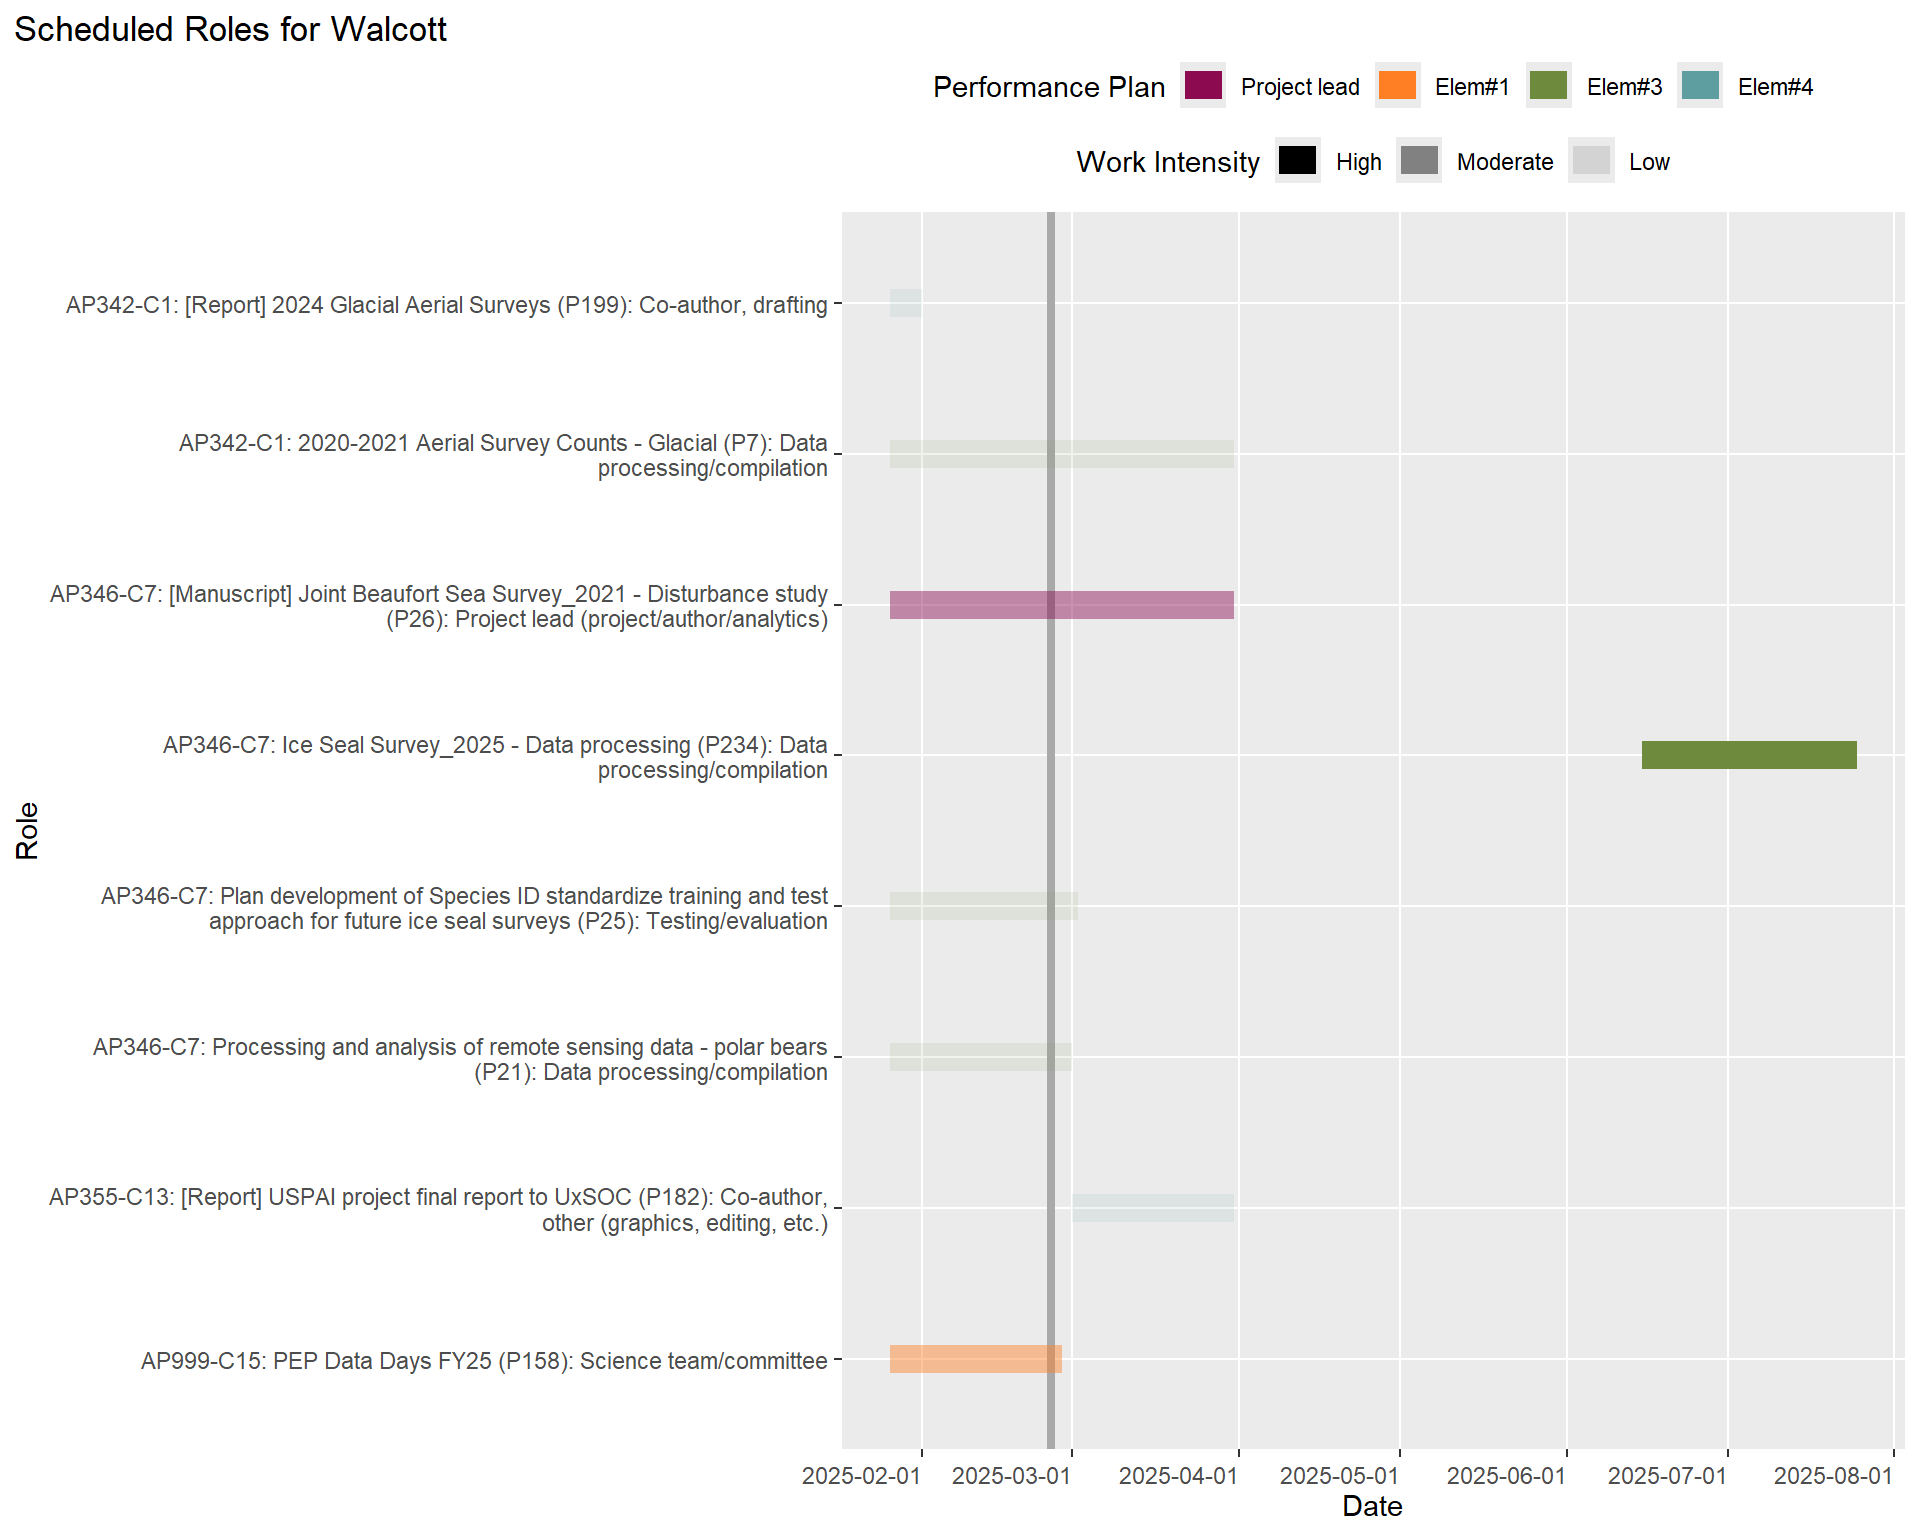 Scheduled Roles for Walcott
Performance Plan Project lead Elem#1 Elem#3 Elem#4
Work Intensity High Moderate Low
AP342-C1: [Report] 2024 Glacial Aerial Surveys (P199): Co-author, drafting
AP342-C1: 2020-2021 Aerial Survey Counts - Glacial (P7): Data
processing/compilation
AP346-C7: [Manuscript] Joint Beaufort Sea Survey_2021 - Disturbance study
(P26): Project lead (project/author/analytics)
AP346-C7: Ice Seal Survey_2025 - Data processing (P234): Data
processing/compilation
AP346-C7: Plan development of Species ID standardize training and test
approach for future ice seal surveys (P25): Testing/evaluation
AP346-C7: Processing and analysis of remote sensing data - polar bears
(P21): Data processing/compilation
AP355-C13: [Report] USPAI project final report to UxSOC (P182): Co-author,
other (graphics, editing, etc.)
AP999-C15: PEP Data Days FY25 (P158): Science team/committee
Role
2025-02-01 2025-03-01 2025-04-01 2025-05-01 2025-06-01 2025-07-01 2025-08-01
Date